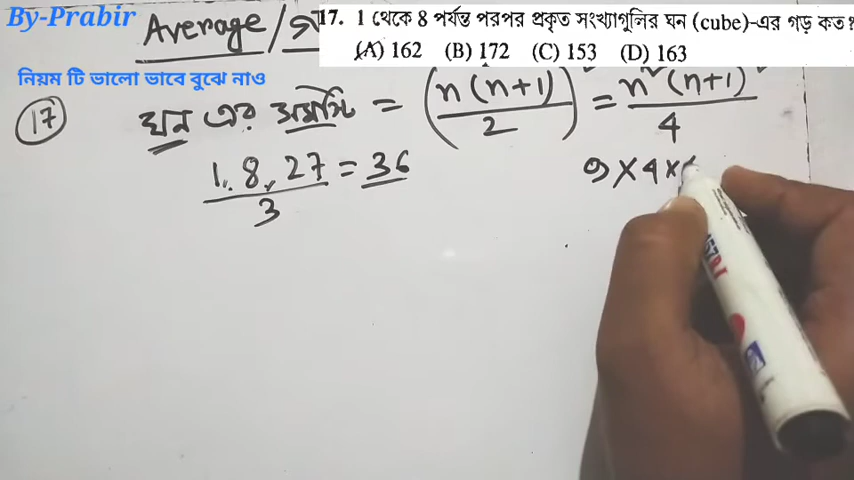 By-Prabir
Average/গ
17. 1 থেকে 8 পর্যন্ত পরপর প্রকৃত সংখ্যাগুলির ঘন (cube)-এর গড় কত?
(A) 162 (B) 172 (C) 153 (D) 163
নিয়ম টি ভালো ভাবে বুঝে নাও
17 ঘন এর সমষ্টি = (n(n+1)/2)² = n²(n+1)²/4
1, 8, 27 = 36
3
9×4×